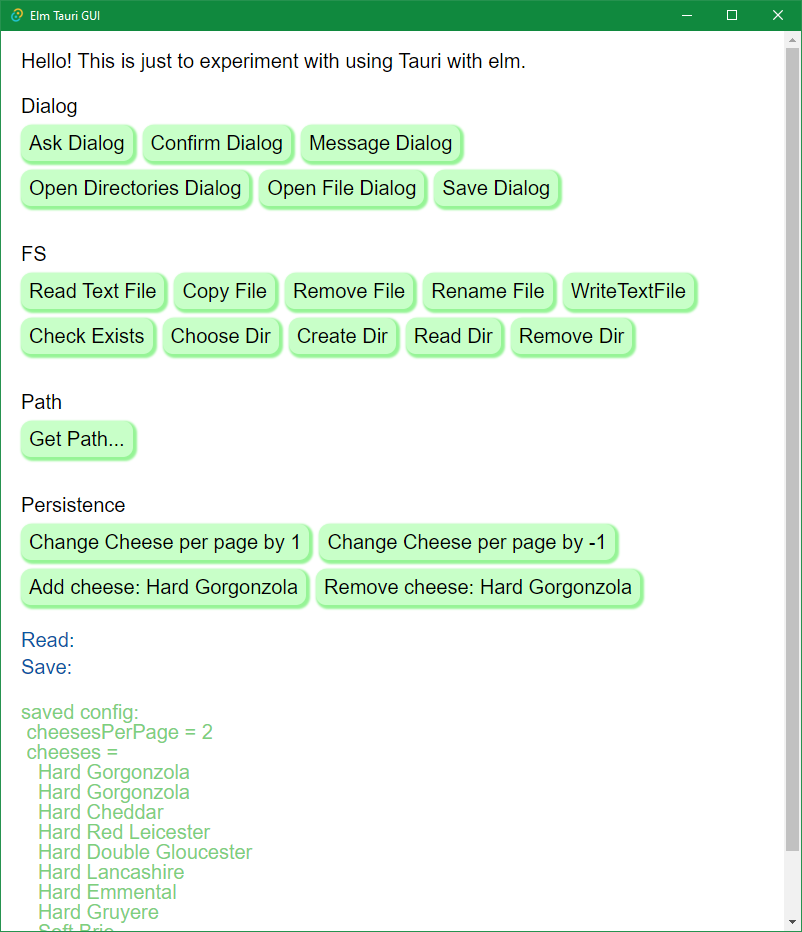 Elm Tauri GUI
Hello! This is just to experiment with using Tauri with elm.
Dialog
Ask Dialog Confirm Dialog Message Dialog
Open Directories Dialog Open File Dialog Save Dialog
FS
Read Text File Copy File Remove File Rename File WriteTextFile
Check Exists Choose Dir Create Dir Read Dir Remove Dir
Path
Get Path...
Persistence
Change Cheese per page by 1 Change Cheese per page by -1
Add cheese: Hard Gorgonzola Remove cheese: Hard Gorgonzola
Read:
Save:
saved config:
cheesesPerPage = 2
cheeses =
Hard Gorgonzola
Hard Gorgonzola
Hard Cheddar
Hard Red Leicester
Hard Double Gloucester
Hard Lancashire
Hard Emmental
Hard Gruyere
Soft Brie